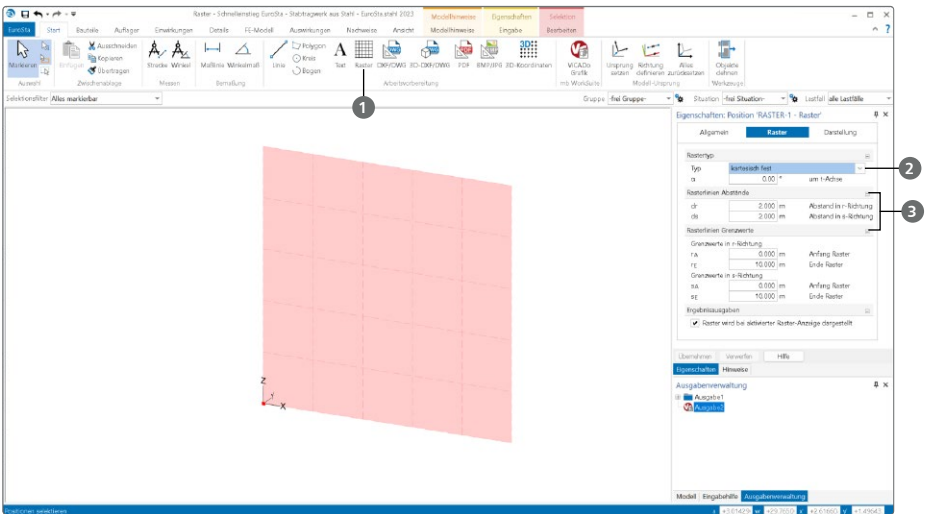 Raster - Schnelleinstieg EuroSta - Stabtragwerk aus Stahl - EuroSta.stahl 2023
Modellhinweise Eigenschaften Selektion
EuroSta Start Bauteile Auflager Einwirkungen Details FE-Modell Auswirkungen Nachweise Ansicht Modellhinweise Eingabe Bearbeiten
Markieren
Auswahl
Einfügen
Ausschneiden
Kopieren
Übertragen
Zwischenablage
Strecke Winkel
Messen
Maßlinie Winkelmaß
Bemaßung
Linie
Polygon
Kreis
Bogen
Text Raster 2D-DXF/DWG 3D-DXF/DWG PDF BMP/JPG 3D-Koordinaten
Arbeitsvorbereitung
ViCADo Grafik
mb WorkSuite
Ursprung setzen
Richtung definieren
Alles zurücksetzen
Modell-Ursprung
Objekte dehnen
Werkzeuge
1
Selektionsfilter Alles markierbar
Gruppe -frei Gruppe- Situation -frei Situation- Lastfall alle Lastfälle
Eigenschaften: Position 'RASTER-1 - Raster'
Allgemein Raster Darstellung
Rastertyp
Typ kartesisch fest
2
α 0.00 ° um t-Achse
Rasterlinien Abstände
dr 2.000 m Abstand in r-Richtung
ds 2.000 m Abstand in s-Richtung
3
Rasterlinien Grenzwerte
Grenzwerte in r-Richtung
rA 0.000 m Anfang Raster
rE 10.000 m Ende Raster
Grenzwerte in s-Richtung
sA 0.000 m Anfang Raster
sE 10.000 m Ende Raster
Ergebnisausgaben
Raster wird bei aktivierter Raster-Anzeige dargestellt
Übernehmen Verwerfen Hilfe
Eigenschaften Hinweise
Ausgabenverwaltung
Ausgabe1
Ausgabe2
Z
Y
X
Modell Eingabehilfe Ausgabenverwaltung
Positionen selektieren